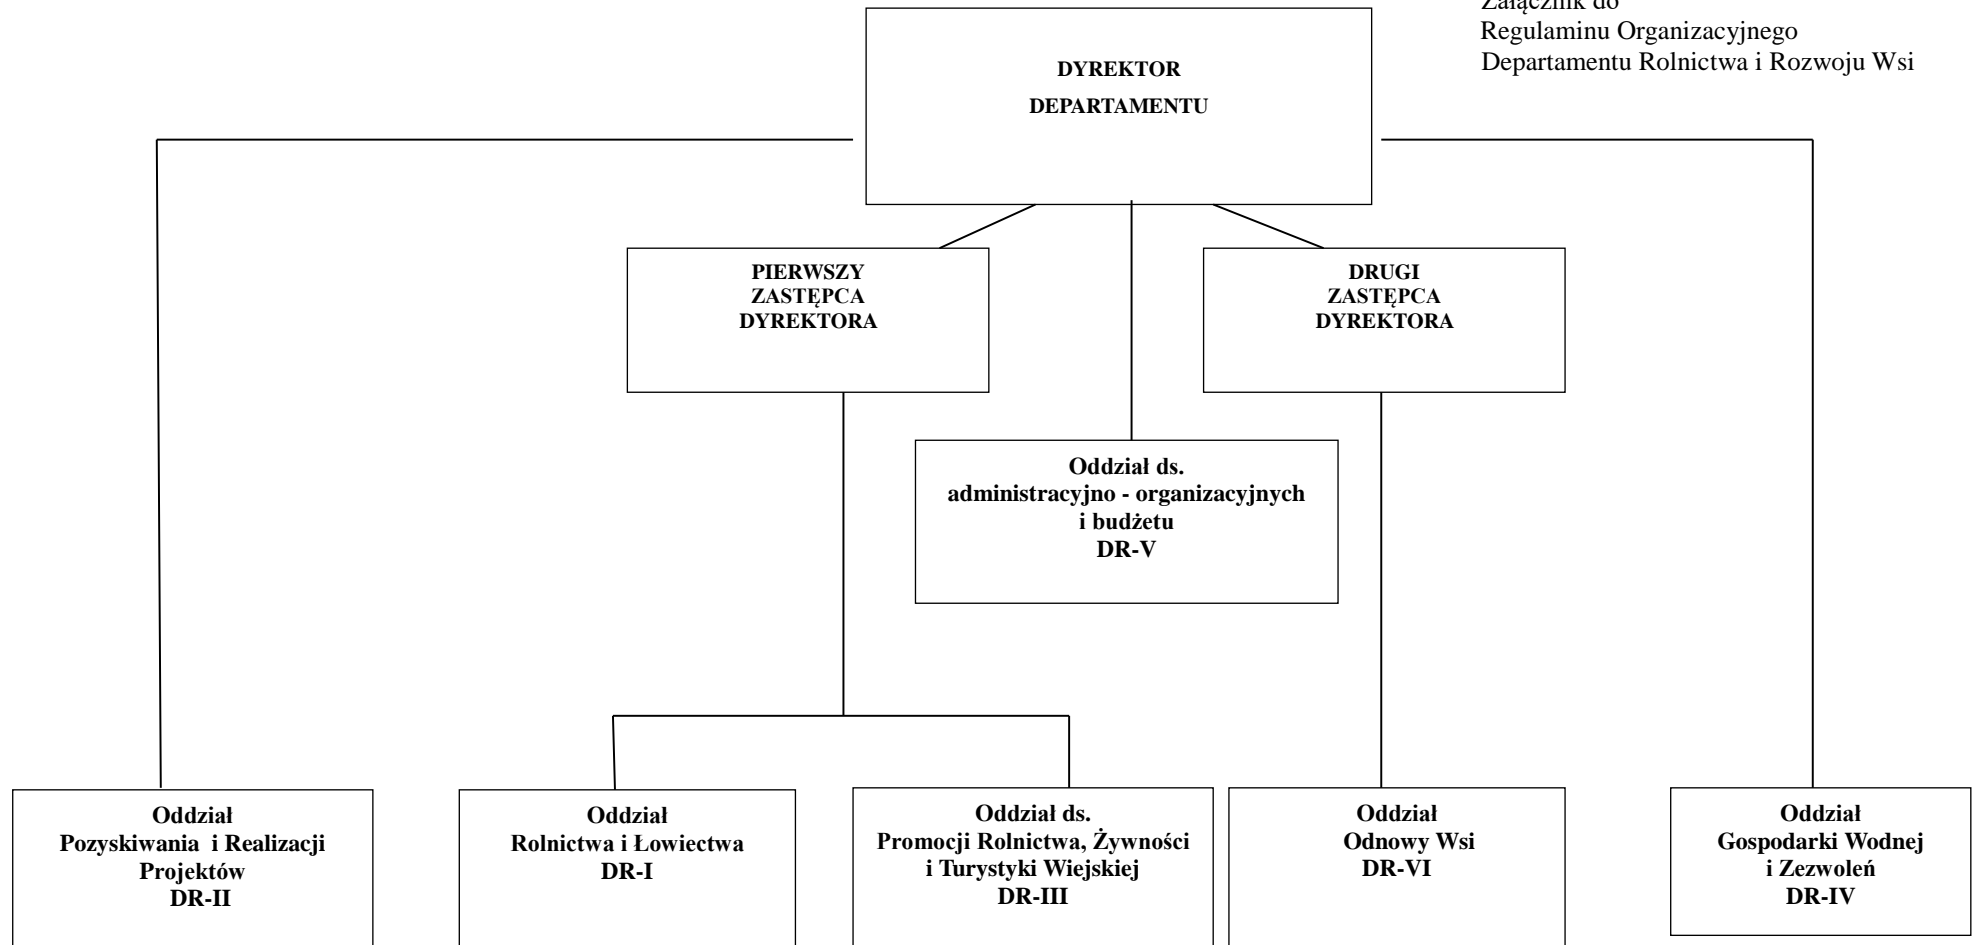 Załącznik do
Regulaminu Organizacyjnego
Departamentu Rolnictwa i Rozwoju Wsi
DYREKTOR
DEPARTAMENTU
PIERWSZY
ZASTĘPCA
DYREKTORA
DRUGI
ZASTĘPCA
DYREKTORA
Oddział ds.
administracyjno - organizacyjnych
i budżetu
DR-V
Oddział
Pozyskiwania i Realizacji
Projektów
DR-II
Oddział
Rolnictwa i Łowiectwa
DR-I
Oddział ds.
Promocji Rolnictwa, Żywności
i Turystyki Wiejskiej
DR-III
Oddział
Odnowy Wsi
DR-VI
Oddział
Gospodarki Wodnej
i Zezwoleń
DR-IV